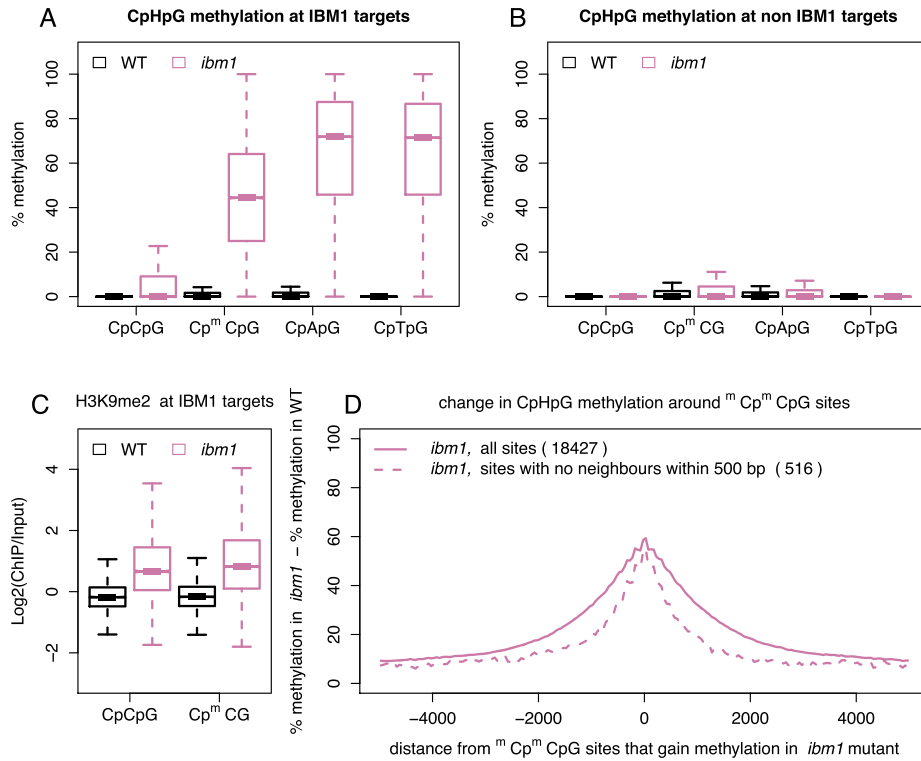 A
CpHpG methylation at IBM1 targets
WT
ibm1
% methylation
100
80
60
40
20
0
CpCpG
Cp^m CpG
CpApG
CpTpG
B
CpHpG methylation at non IBM1 targets
WT
ibm1
% methylation
100
80
60
40
20
0
CpCpG
Cp^m CG
CpApG
CpTpG
C
H3K9me2 at IBM1 targets
WT
ibm1
Log2(ChIP/Input)
4
2
0
−2
CpCpG
Cp^m CG
D
change in CpHpG methylation around ^m Cp^m CpG sites
ibm1, all sites ( 18427 )
ibm1, sites with no neighbours within 500 bp ( 516 )
% methylation in ibm1 − % methylation in WT
100
80
60
40
20
0
−4000
−2000
0
2000
4000
distance from ^m Cp^m CpG sites that gain methylation in ibm1 mutant